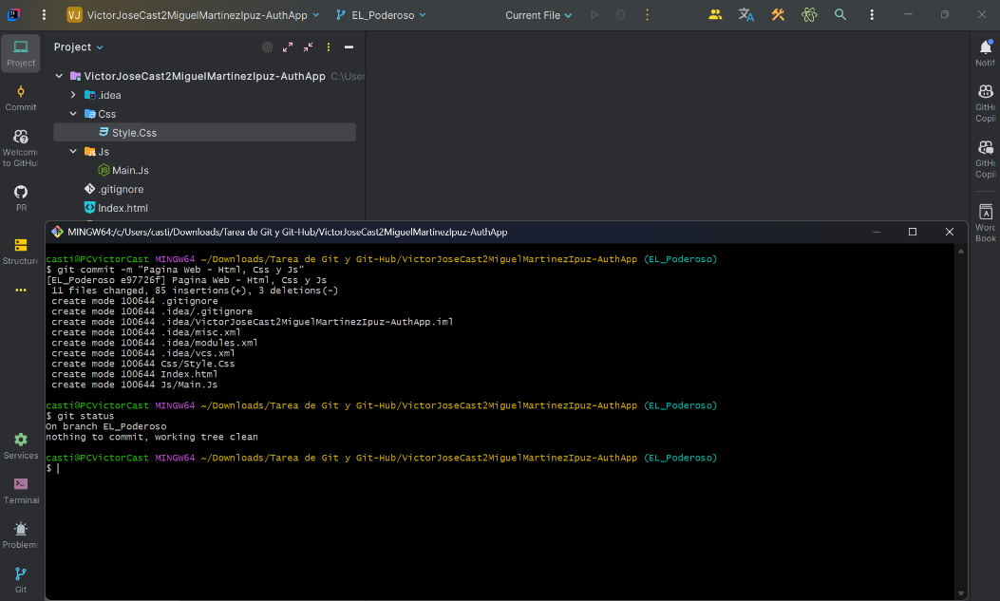 VJ VictorJoseCast2MiguelMartinezIpuz-AuthApp EL_Poderoso Current File
Project
Project
VictorJoseCast2MiguelMartinezIpuz-AuthApp C:\User
.idea
Css
Style.Css
Js
Main.Js
.gitignore
Index.html
Project
Commit
Welcom
to GitHu
PR
Structure
Services
Terminal
Problems
Git
Notif
GitHu
Copil
GitHu
Copil
Word
Book
MINGW64:/c/Users/casti/Downloads/Tarea de Git y Git-Hub/VictorJoseCast2MiguelMartinezIpuz-AuthApp
casti@PCVictorCast MINGW64 ~/Downloads/Tarea de Git y Git-Hub/VictorJoseCast2MiguelMartinezIpuz-AuthApp (EL_Poderoso)
$ git commit -m "Pagina Web - Html, Css y Js"
[EL_Poderoso e97726f] Pagina Web - Html, Css y Js
11 files changed, 85 insertions(+), 3 deletions(-)
create mode 100644 .gitignore
create mode 100644 .idea/.gitignore
create mode 100644 .idea/VictorJoseCast2MiguelMartinezIpuz-AuthApp.iml
create mode 100644 .idea/misc.xml
create mode 100644 .idea/modules.xml
create mode 100644 .idea/vcs.xml
create mode 100644 Css/Style.Css
create mode 100644 Index.html
create mode 100644 Js/Main.Js
casti@PCVictorCast MINGW64 ~/Downloads/Tarea de Git y Git-Hub/VictorJoseCast2MiguelMartinezIpuz-AuthApp (EL_Poderoso)
$ git status
On branch EL_Poderoso
nothing to commit, working tree clean
casti@PCVictorCast MINGW64 ~/Downloads/Tarea de Git y Git-Hub/VictorJoseCast2MiguelMartinezIpuz-AuthApp (EL_Poderoso)
$